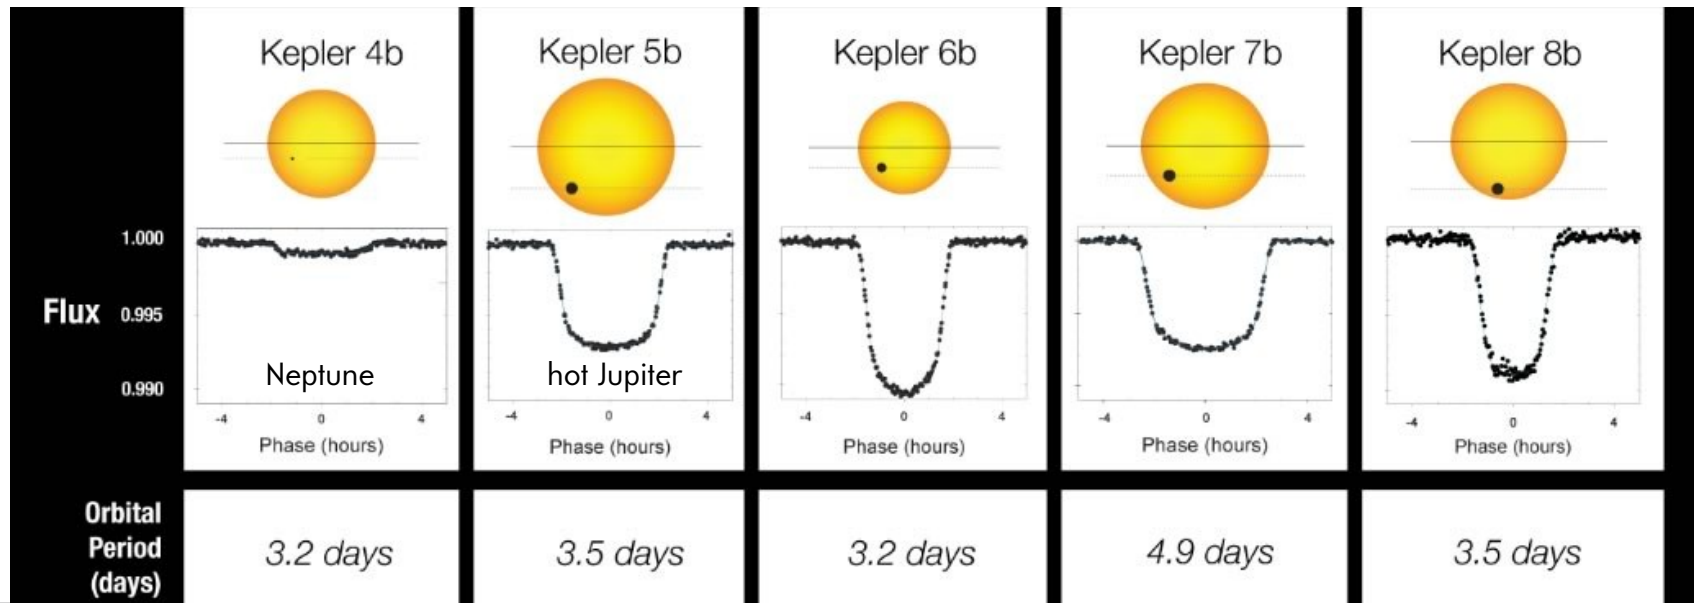 Kepler 4b
Kepler 5b
Kepler 6b
Kepler 7b
Kepler 8b
Flux
1.000
0.995
0.990
Neptune
hot Jupiter
-4 0 4
-4 0 4
-4 0 4
-4 0 4
-4 0 4
Phase (hours)
Phase (hours)
Phase (hours)
Phase (hours)
Phase (hours)
Orbital
Period
(days)
3.2 days
3.5 days
3.2 days
4.9 days
3.5 days